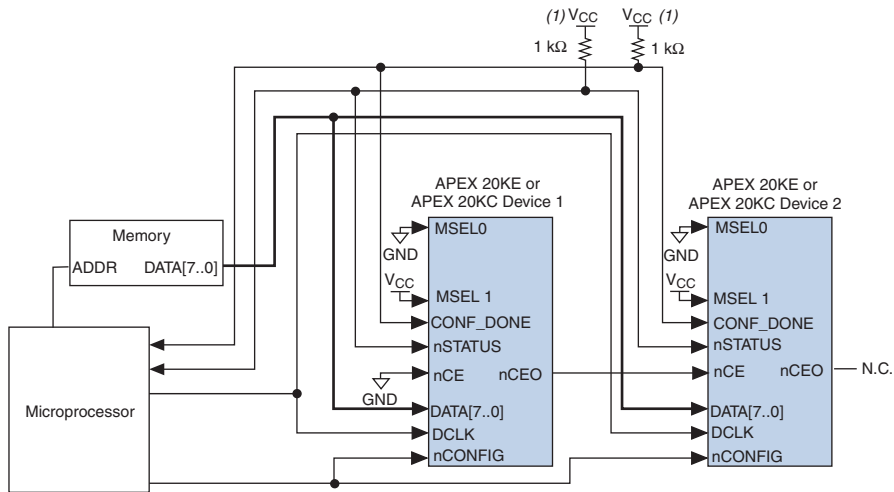 (1) VCC
VCC (1)
1 kΩ
1 kΩ
APEX 20KE or
APEX 20KC Device 1
APEX 20KE or
APEX 20KC Device 2
Memory
ADDR DATA[7..0]
Microprocessor
MSEL0
GND
VCC
MSEL 1
CONF_DONE
nSTATUS
nCE nCEO
GND
DATA[7..0]
DCLK
nCONFIG
MSEL0
GND
VCC
MSEL 1
CONF_DONE
nSTATUS
nCE nCEO
N.C.
DATA[7..0]
DCLK
nCONFIG